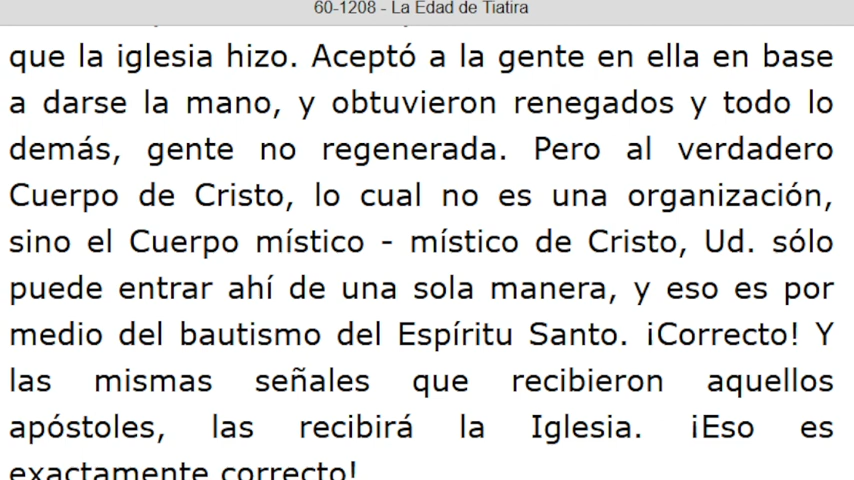 60-1208 - La Edad de Tiatira
que la iglesia hizo. Aceptó a la gente en ella en base
a darse la mano, y obtuvieron renegados y todo lo
demás, gente no regenerada. Pero al verdadero
Cuerpo de Cristo, lo cual no es una organización,
sino el Cuerpo místico - místico de Cristo, Ud. sólo
puede entrar ahí de una sola manera, y eso es por
medio del bautismo del Espíritu Santo. ¡Correcto! Y
las mismas señales que recibieron aquellos
apóstoles, las recibirá la Iglesia. ¡Eso es
exactamente correcto!